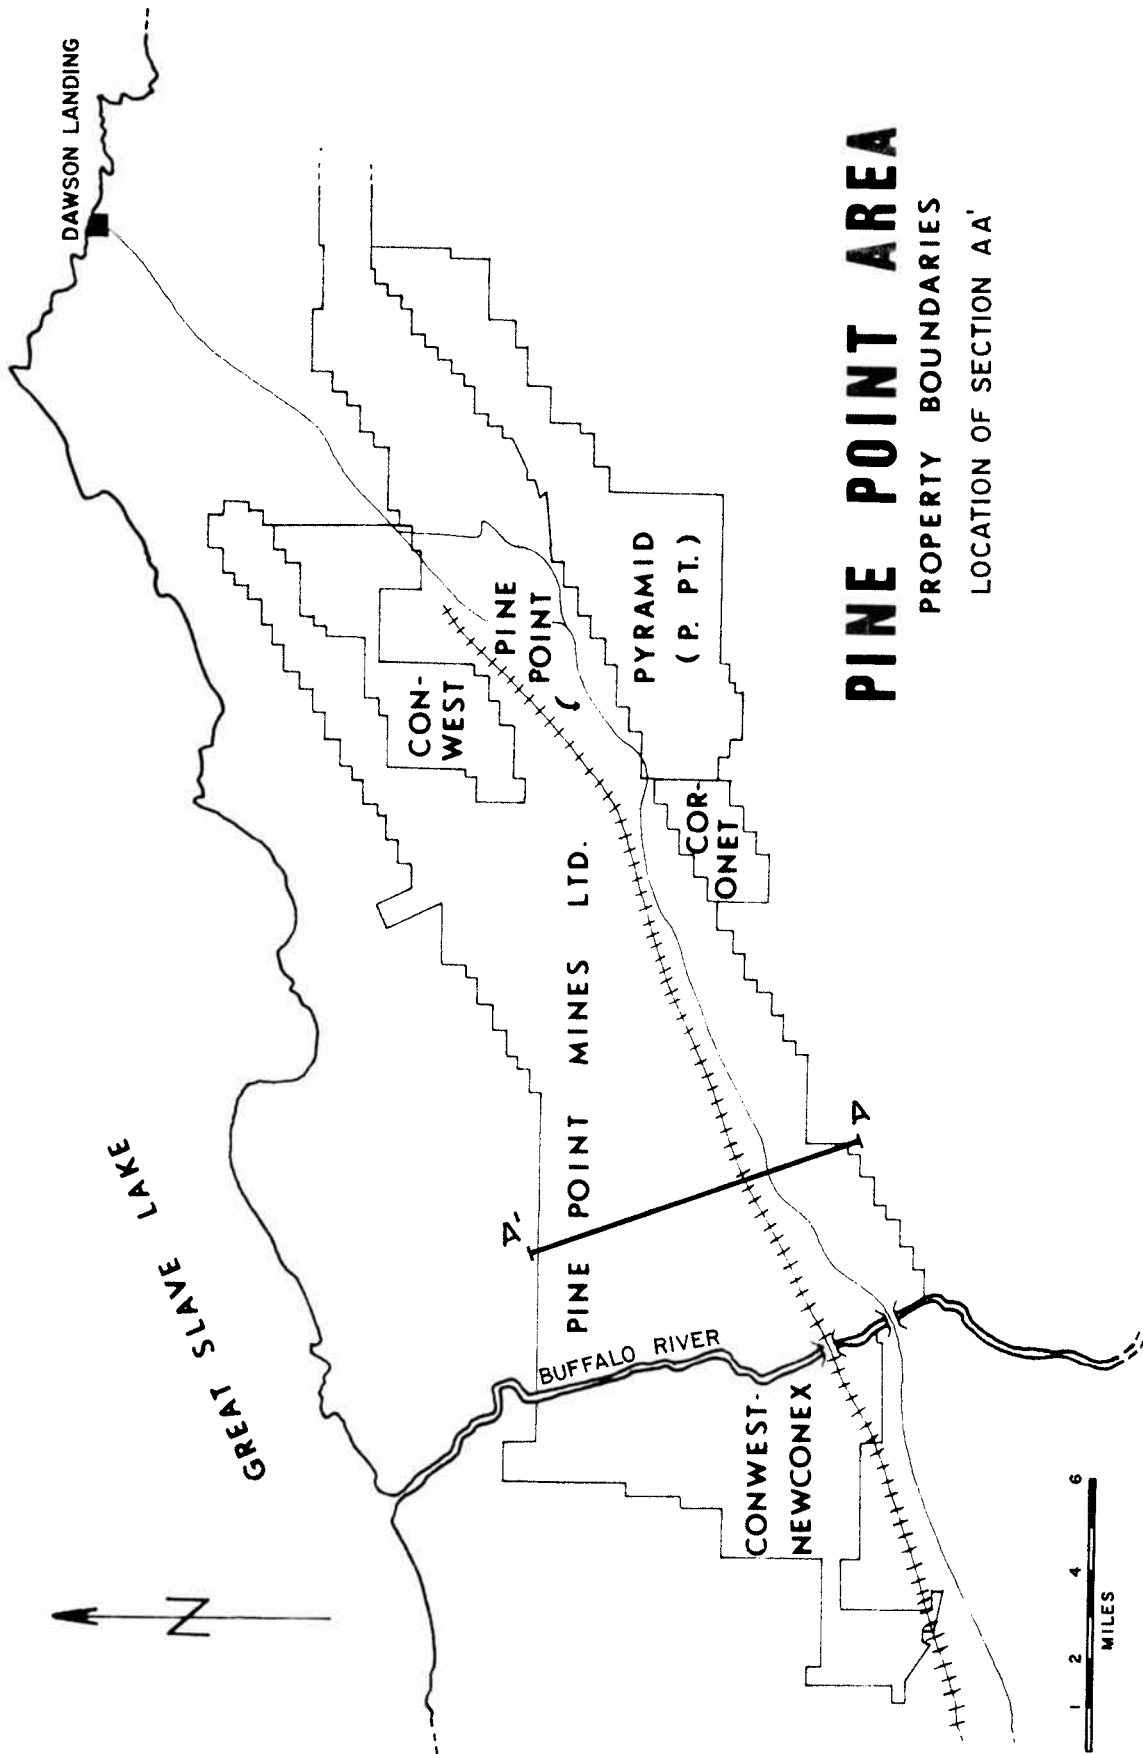 DAWSON LANDING
GREAT SLAVE LAKE
N
CON-
WEST
PINE
POINT
PYRAMID
( P. PT. )
COR-
ONET
PINE POINT MINES LTD.
A'
A
BUFFALO RIVER
CONWEST-
NEWCONEX
1 2 4 6
MILES
PINE POINT AREA
PROPERTY BOUNDARIES
LOCATION OF SECTION AA'